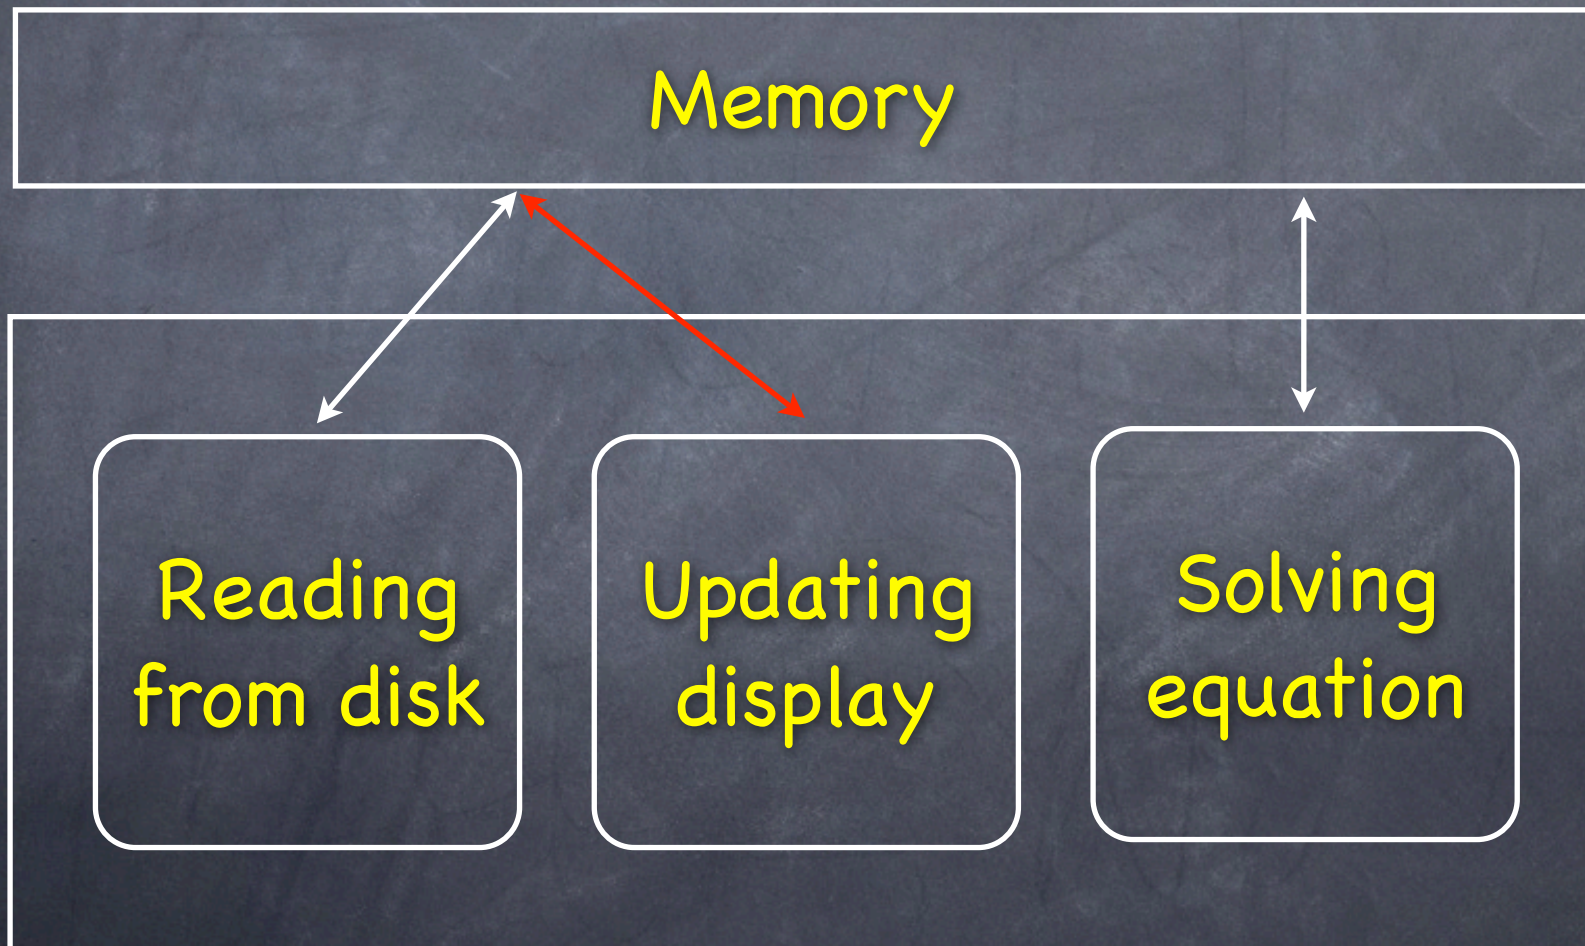 Memory
Reading
from disk
Updating
display
Solving
equation